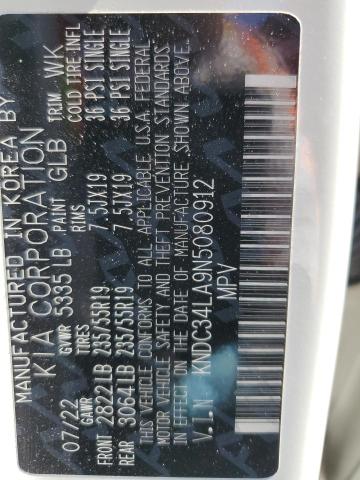 MANUFACTURED IN KOREA BY
KIA CORPORATION
07/22 GVWR 5335 LB PAINT GLB TRIM WK
GAWR TIRES RIMS COLD TIRE INFL
FRONT 2822LB 235/55R19 7.5JX19 36 PSI SINGLE
REAR 3064LB 235/55R19 7.5JX19 36 PSI SINGLE
THIS VEHICLE CONFORMS TO ALL APPLICABLE U.S.A. FEDERAL
MOTOR VEHICLE SAFETY STANDARDS IN
EFFECT ON THE DATE OF MANUFACTURE SHOWN ABOVE.
V.I.N KNDC34LA9N5080912
MPV